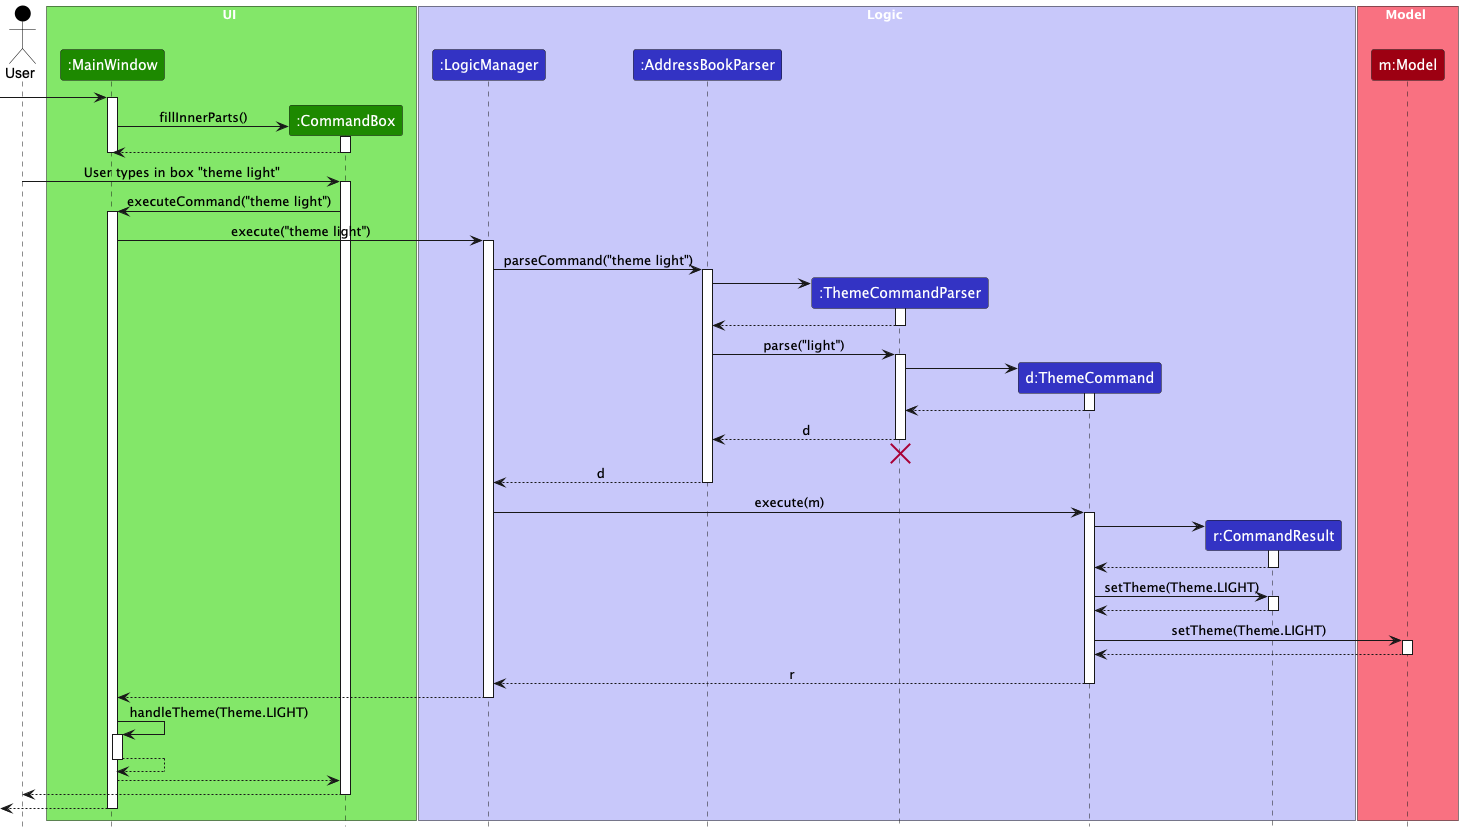 UI
Logic
Model
User
:MainWindow
:LogicManager
:AddressBookParser
m:Model
fillInnerParts()
:CommandBox
User types in box "theme light"
executeCommand("theme light")
execute("theme light")
parseCommand("theme light")
:ThemeCommandParser
parse("light")
d:ThemeCommand
d
d
execute(m)
r:CommandResult
setTheme(Theme.LIGHT)
setTheme(Theme.LIGHT)
r
handleTheme(Theme.LIGHT)